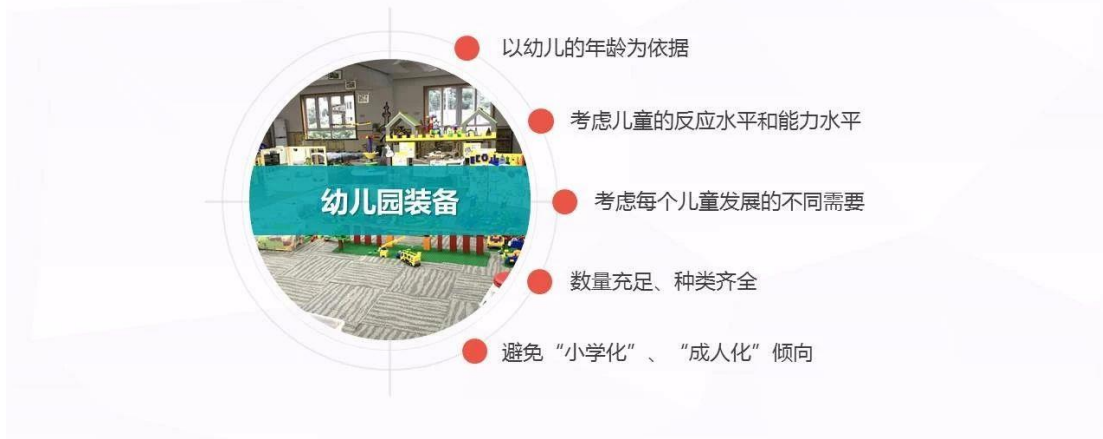 以幼儿的年龄为依据
考虑儿童的反应水平和能力水平
幼儿园装备
考虑每个儿童发展的不同需要
数量充足、种类齐全
避免“小学化”、“成人化”倾向